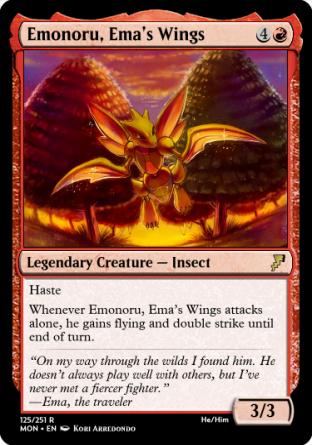 Emonoru, Ema's Wings 4
Legendary Creature — Insect
Haste
Whenever Emonoru, Ema's Wings attacks
alone, he gains flying and double strike until
end of turn.
"On my way through the wilds I found him. He
doesn't always play well with others, but I've
never met a fiercer fighter."
—Ema, the traveler
3/3
125/251 R
He/Him
MON • EN Kori Arredondo